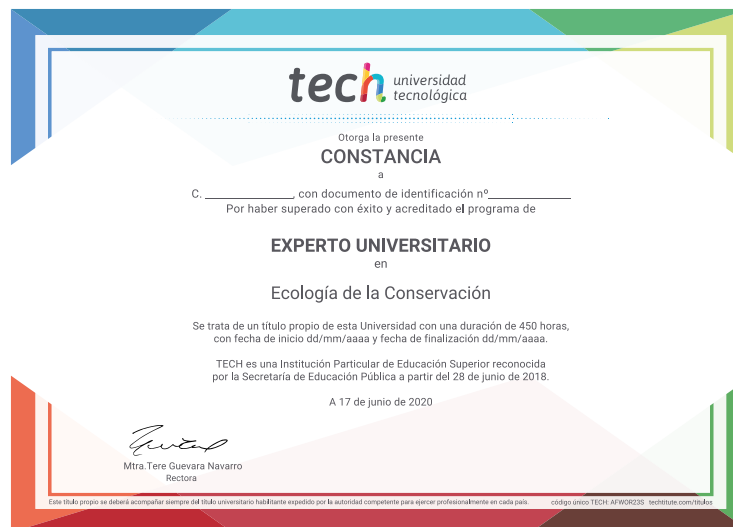 tech universidad
tecnológica
Otorga la presente
CONSTANCIA
a
C. ______________, con documento de identificación nº______________
Por haber superado con éxito y acreditado el programa de
EXPERTO UNIVERSITARIO
en
Ecología de la Conservación
Se trata de un título propio de esta Universidad con una duración de 450 horas,
con fecha de inicio dd/mm/aaaa y fecha de finalización dd/mm/aaaa.
TECH es una Institución Particular de Educación Superior reconocida
por la Secretaría de Educación Pública a partir del 28 de junio de 2018.
A 17 de junio de 2020
Mtra.Tere Guevara Navarro
Rectora
Este título propio se deberá acompañar siempre del título universitario habilitante expedido por la autoridad competente para ejercer profesionalmente en cada país. código único TECH: AFWOR23S techtitute.com/títulos